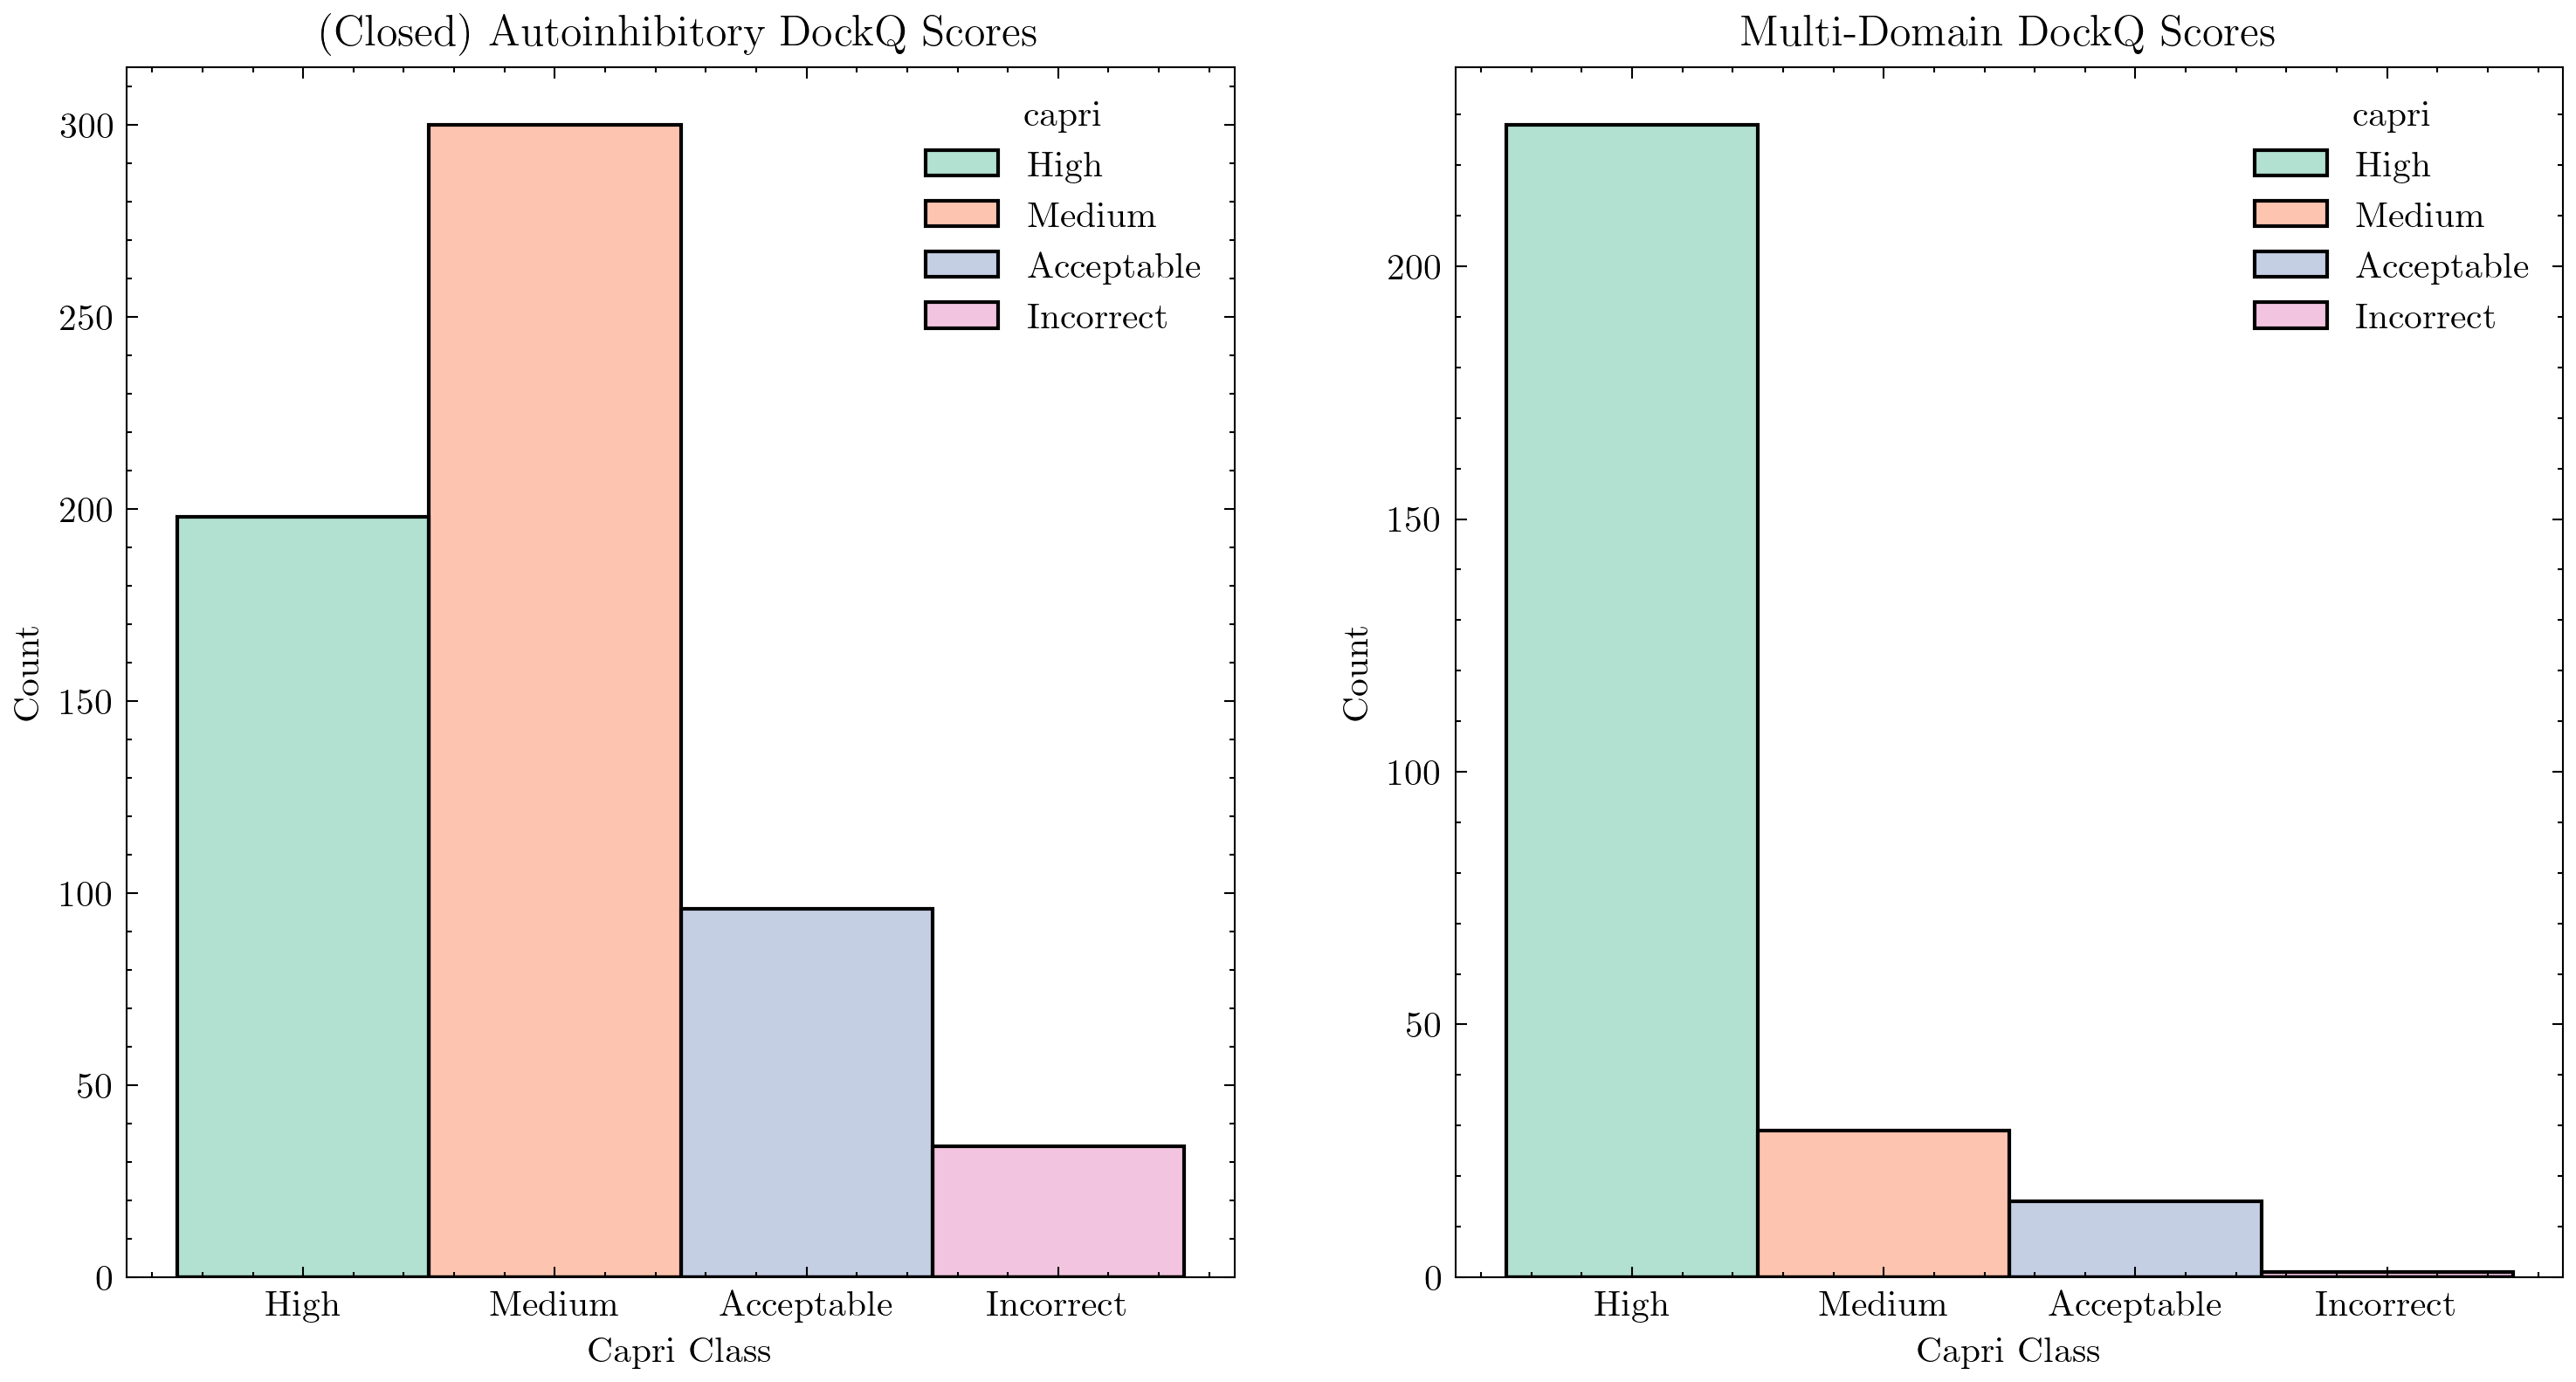 (Closed) Autoinhibitory DockQ Scores
300
250
200
150
100
50
0
Count
capri
High
Medium
Acceptable
Incorrect
High
Medium
Acceptable
Incorrect
Capri Class
Multi-Domain DockQ Scores
200
150
100
50
0
Count
capri
High
Medium
Acceptable
Incorrect
High
Medium
Acceptable
Incorrect
Capri Class